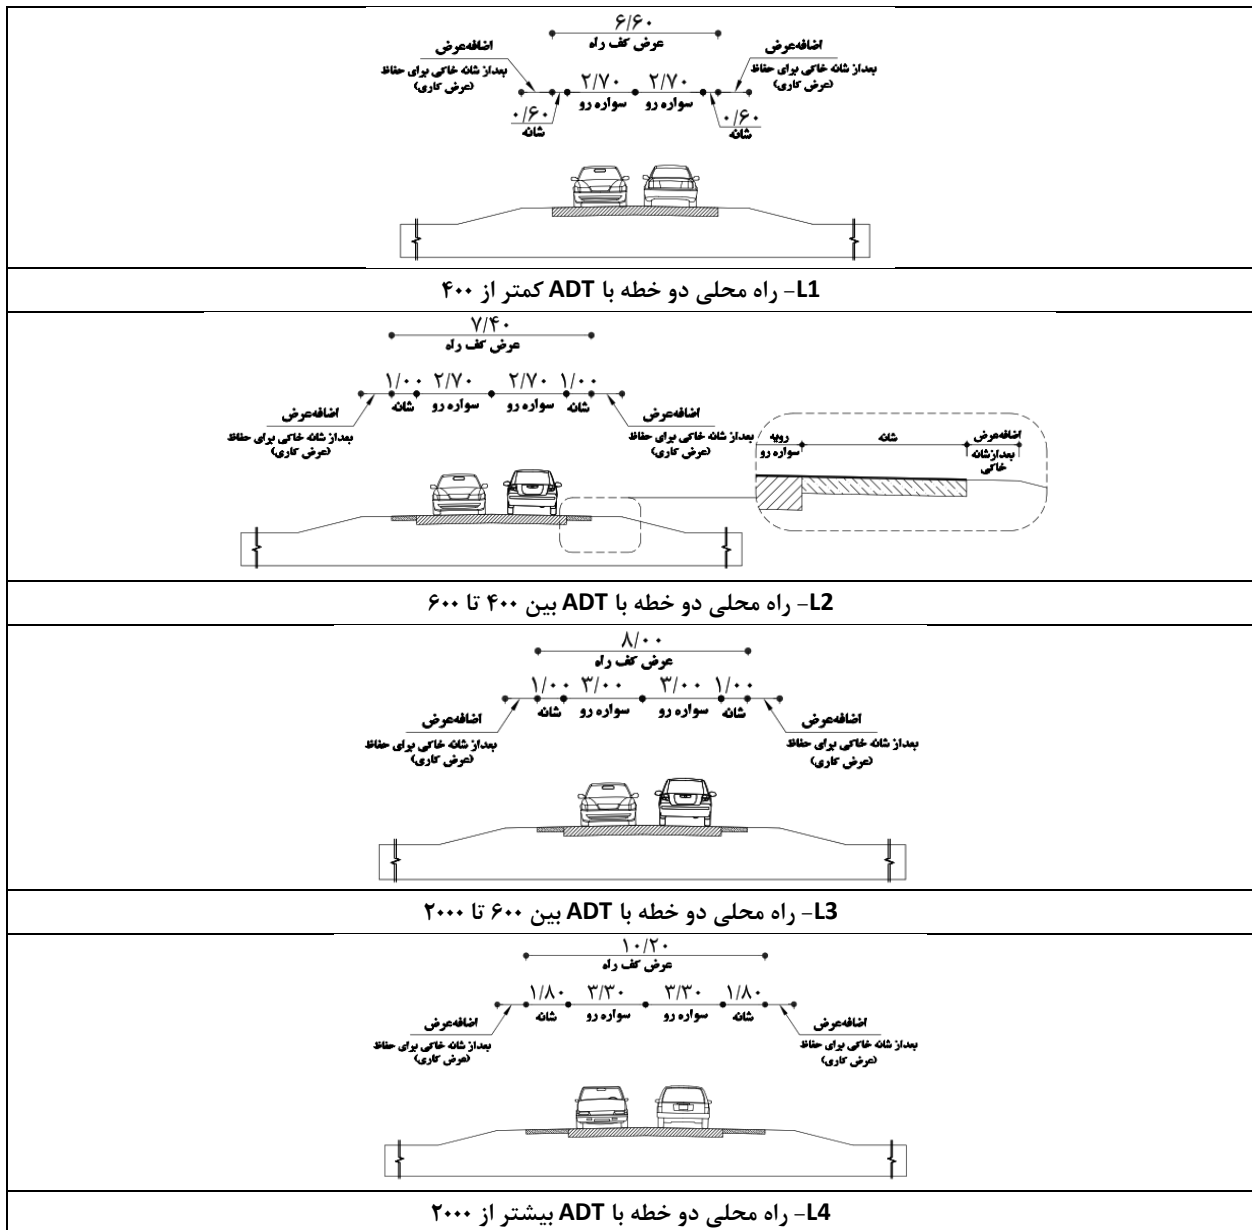 ۶/۶۰
عرض کف راه
اضافه‌عرض
بعداز شانه خاکی برای حفاظ
(عرض کاری)
۲/۷۰
سواره رو
۲/۷۰
سواره رو
اضافه‌عرض
بعداز شانه خاکی برای حفاظ
(عرض کاری)
۰/۶۰
شانه
۰/۶۰
شانه
L1- راه محلی دو خطه با ADT کمتر از ۴۰۰
۷/۴۰
عرض کف راه
۱/۰۰
شانه
۲/۷۰
سواره رو
۲/۷۰
سواره رو
۱/۰۰
شانه
اضافه‌عرض
بعداز شانه خاکی برای حفاظ
(عرض کاری)
اضافه‌عرض
بعداز شانه خاکی برای حفاظ
(عرض کاری)
رویه
سواره رو
شانه
اضافه‌عرض
بعدازشانه
خاکی
L2- راه محلی دو خطه با ADT بین ۴۰۰ تا ۶۰۰
۸/۰۰
عرض کف راه
۱/۰۰
شانه
۳/۰۰
سواره رو
۳/۰۰
سواره رو
۱/۰۰
شانه
اضافه‌عرض
بعداز شانه خاکی برای حفاظ
(عرض کاری)
اضافه‌عرض
بعداز شانه خاکی برای حفاظ
(عرض کاری)
L3- راه محلی دو خطه با ADT بین ۶۰۰ تا ۲۰۰۰
۱۰/۲۰
عرض کف راه
۱/۸۰
شانه
۳/۳۰
سواره رو
۳/۳۰
سواره رو
۱/۸۰
شانه
اضافه‌عرض
بعداز شانه خاکی برای حفاظ
(عرض کاری)
اضافه‌عرض
بعداز شانه خاکی برای حفاظ
(عرض کاری)
L4- راه محلی دو خطه با ADT بیشتر از ۲۰۰۰